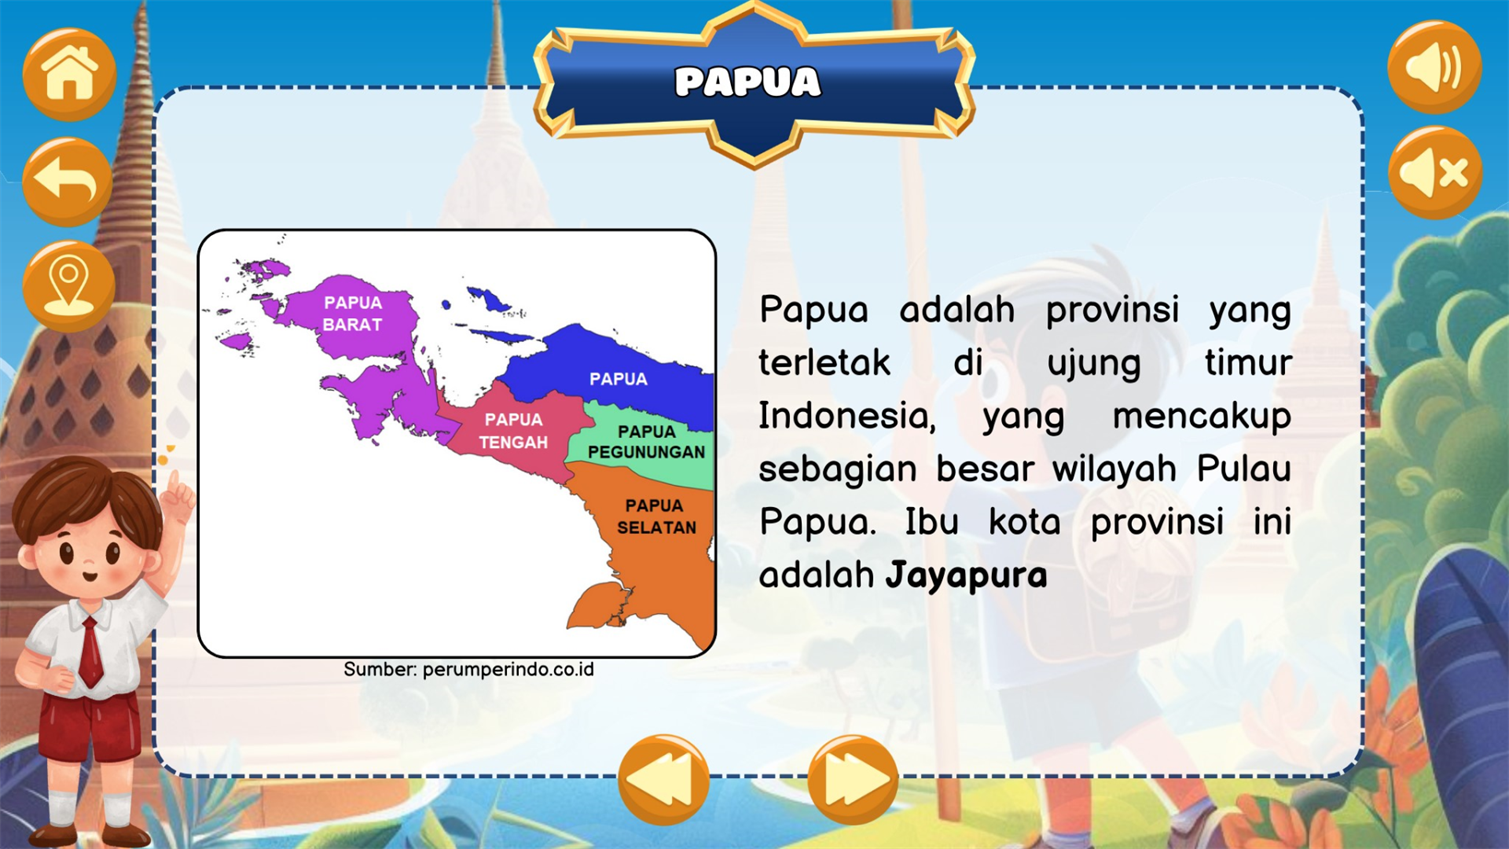 PAPUA
PAPUA
BARAT
PAPUA
PAPUA
TENGAH
PAPUA
PEGUNUNGAN
PAPUA
SELATAN
Sumber: perumperindo.co.id
Papua adalah provinsi yang
terletak di ujung timur
Indonesia, yang mencakup
sebagian besar wilayah Pulau
Papua. Ibu kota provinsi ini
adalah Jayapura